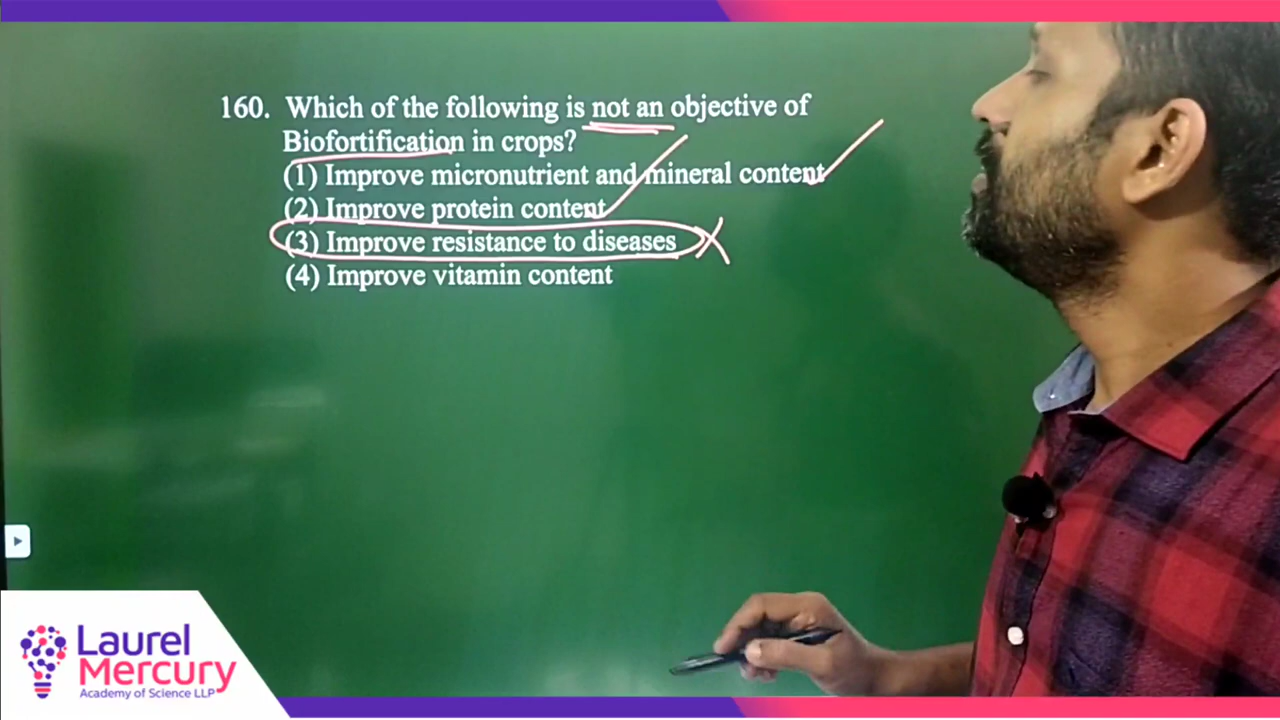 160. Which of the following is not an objective of
Biofortification in crops?
(1) Improve micronutrient and mineral content
(2) Improve protein content
(3) Improve resistance to diseases
(4) Improve vitamin content
Laurel
Mercury
Academy of Science LLP